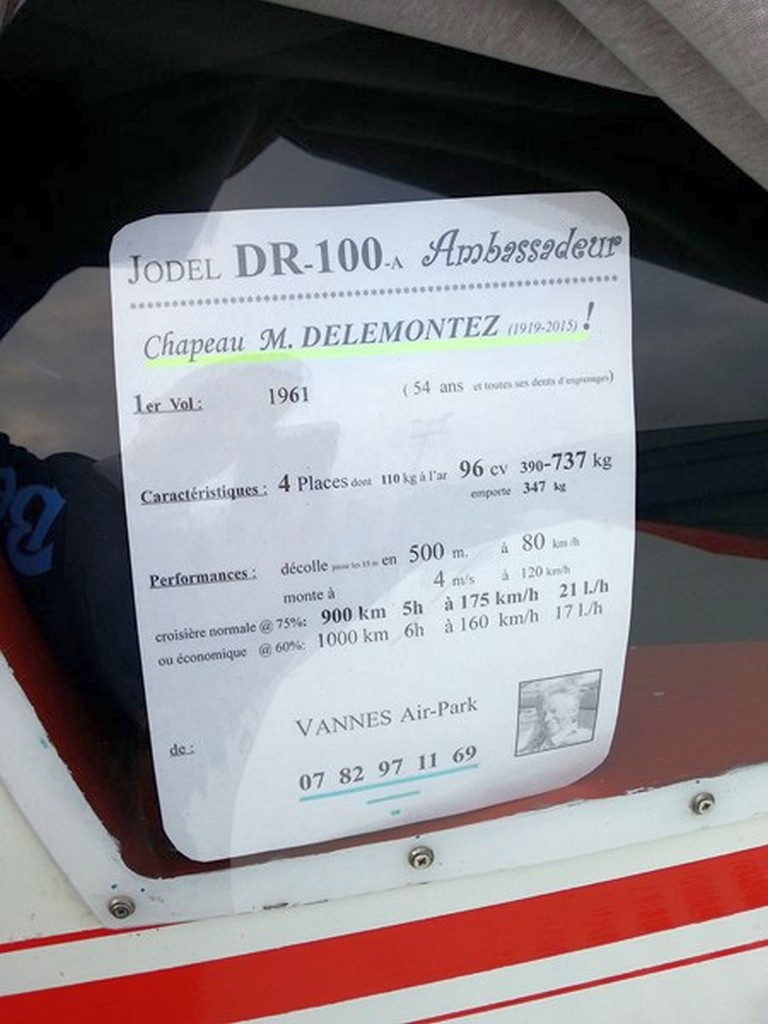 JODEL DR-100-A Ambassadeur
Chapeau M. DELEMONTEZ (1919-2015) !
1er Vol : 1961 ( 54 ans et toutes ses dents d'engrenages)
Caractéristiques : 4 Places dont 110 kg à l'ar 96 cv 390-737 kg
emporte 347 kg
Performances : décolle passe les 15 m en 500 m. à 80 km/h
monte à 4 m/s à 120 km/h
croisière normale @ 75%: 900 km 5h à 175 km/h 21 l./h
ou économique @ 60%: 1000 km 6h à 160 km/h 17 l./h
VANNES Air-Park
de :
07 82 97 11 69